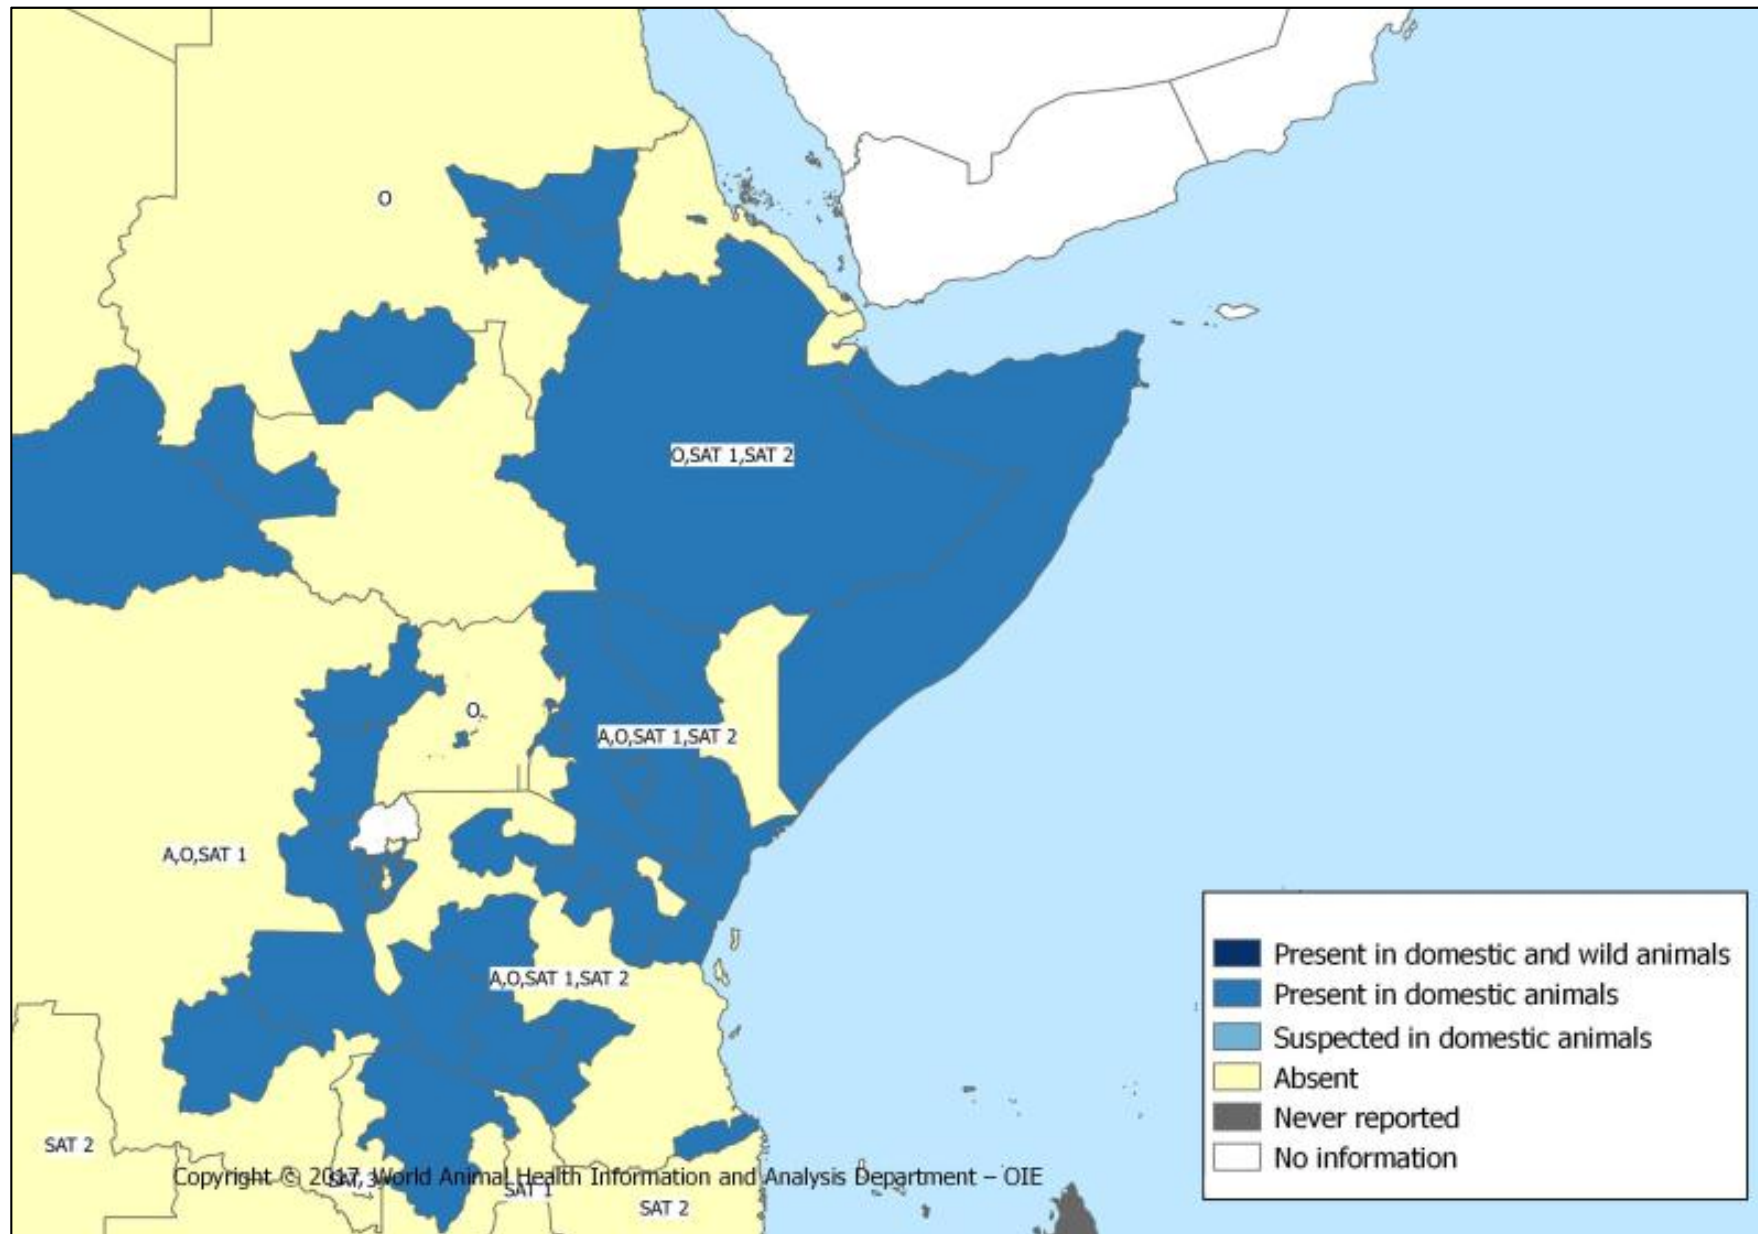 O
O,SAT 1,SAT 2
O
A,O,SAT 1,SAT 2
A,O,SAT 1
A,O,SAT 1,SAT 2
SAT 2
SAT 1
SAT 2
Copyright © 2017, World Animal Health Information and Analysis Department – OIE
Present in domestic and wild animals
Present in domestic animals
Suspected in domestic animals
Absent
Never reported
No information